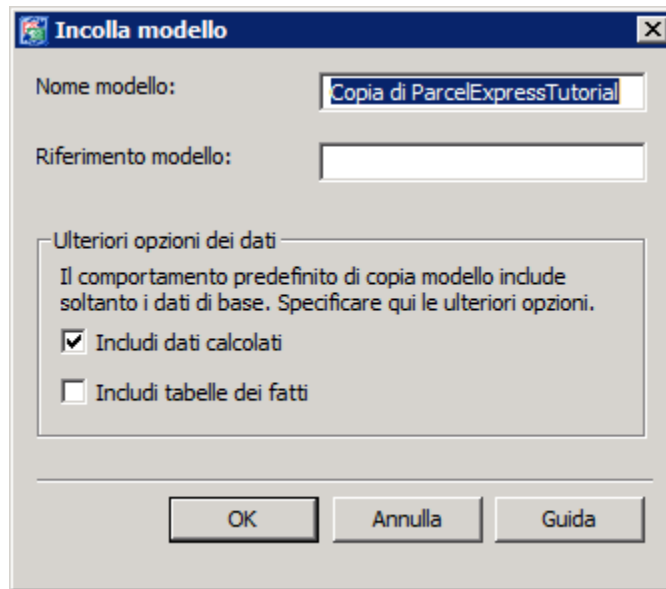 Incolla modello
Nome modello:
Copia di ParcelExpressTutorial
Riferimento modello:
Ulteriori opzioni dei dati
Il comportamento predefinito di copia modello include
soltanto i dati di base. Specificare qui le ulteriori opzioni.
Includi dati calcolati
Includi tabelle dei fatti
OK
Annulla
Guida